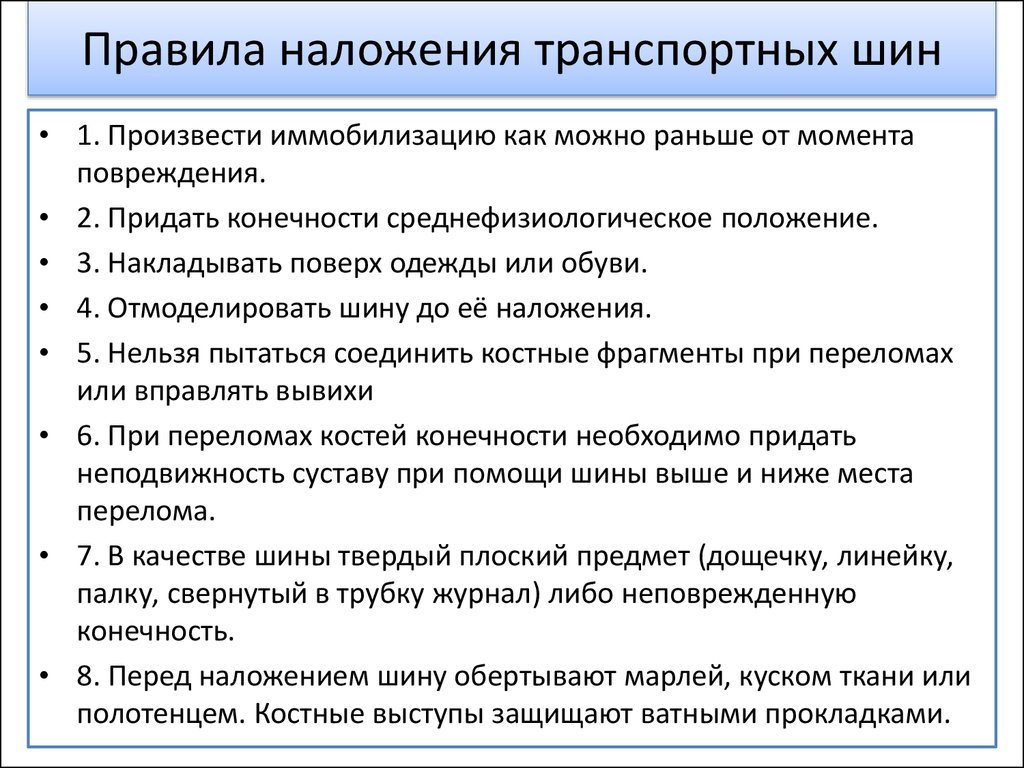 Правила наложения транспортных шин
• 1. Произвести иммобилизацию как можно раньше от момента
повреждения.
• 2. Придать конечности среднефизиологическое положение.
• 3. Накладывать поверх одежды или обуви.
• 4. Отмоделировать шину до её наложения.
• 5. Нельзя пытаться соединить костные фрагменты при переломах
или вправлять вывихи
• 6. При переломах костей конечности необходимо придать
неподвижность суставу при помощи шины выше и ниже места
перелома.
• 7. В качестве шины твердый плоский предмет (дощечку, линейку,
палку, свернутый в трубку журнал) либо неповрежденную
конечность.
• 8. Перед наложением шину обертывают марлей, куском ткани или
полотенцем. Костные выступы защищают ватными прокладками.